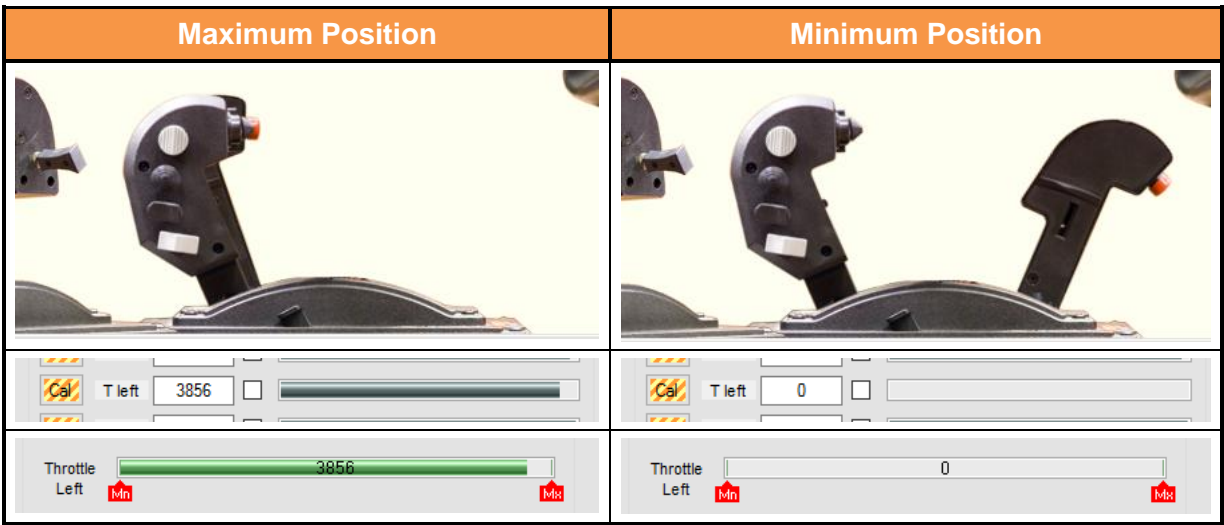 Maximum Position
Minimum Position
Cal T left 3856
Cal T left 0
Throttle Left 3856
Mn Mx
Throttle Left 0
Mn Mx